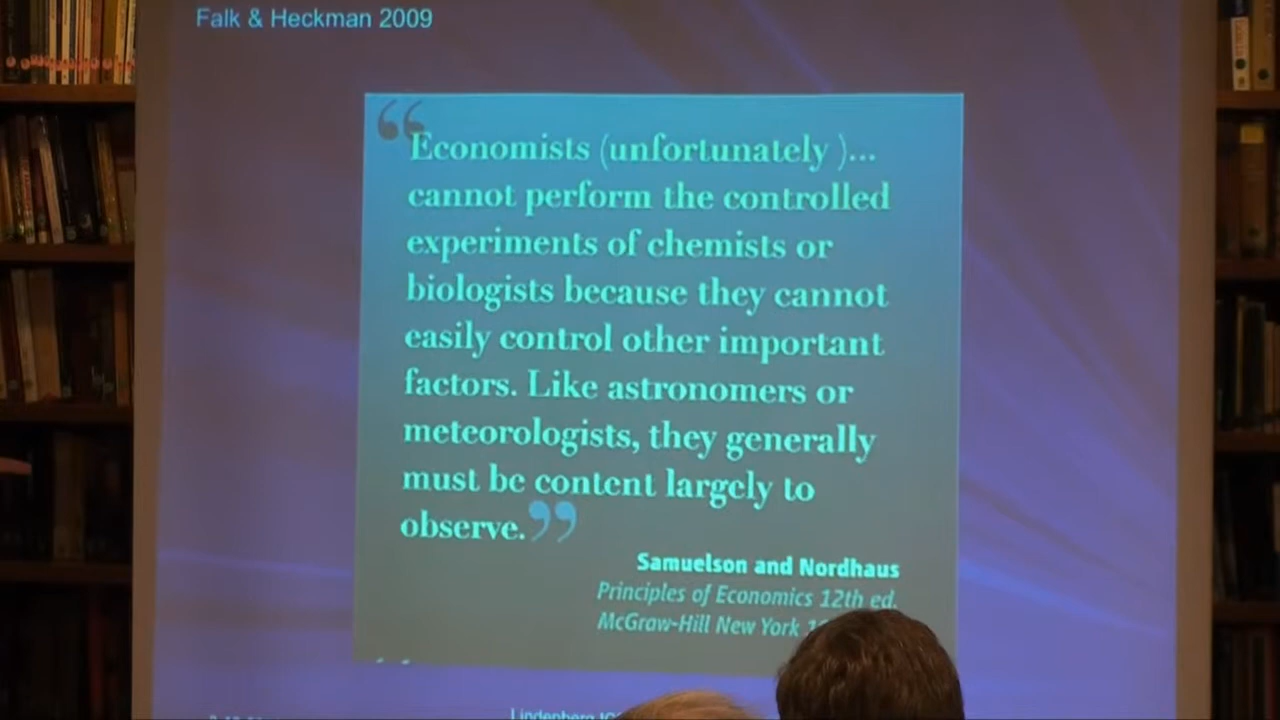 Falk & Heckman 2009
“Economists (unfortunately )...
cannot perform the controlled
experiments of chemists or
biologists because they cannot
easily control other important
factors. Like astronomers or
meteorologists, they generally
must be content largely to
observe.”
Samuelson and Nordhaus
Principles of Economics 12th ed.
McGraw-Hill New York
Lindenberg